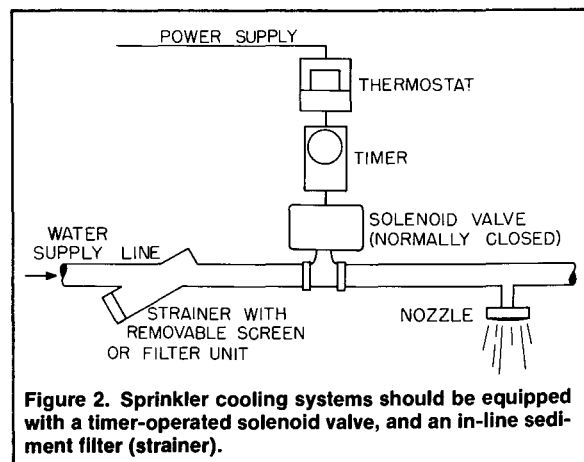 POWER SUPPLY
THERMOSTAT
TIMER
SOLENOID VALVE
(NORMALLY CLOSED)
WATER
SUPPLY LINE
STRAINER WITH
REMOVABLE SCREEN
OR FILTER UNIT
NOZZLE
Figure 2. Sprinkler cooling systems should be equipped
with a timer-operated solenoid valve, and an in-line sedi-
ment filter (strainer).